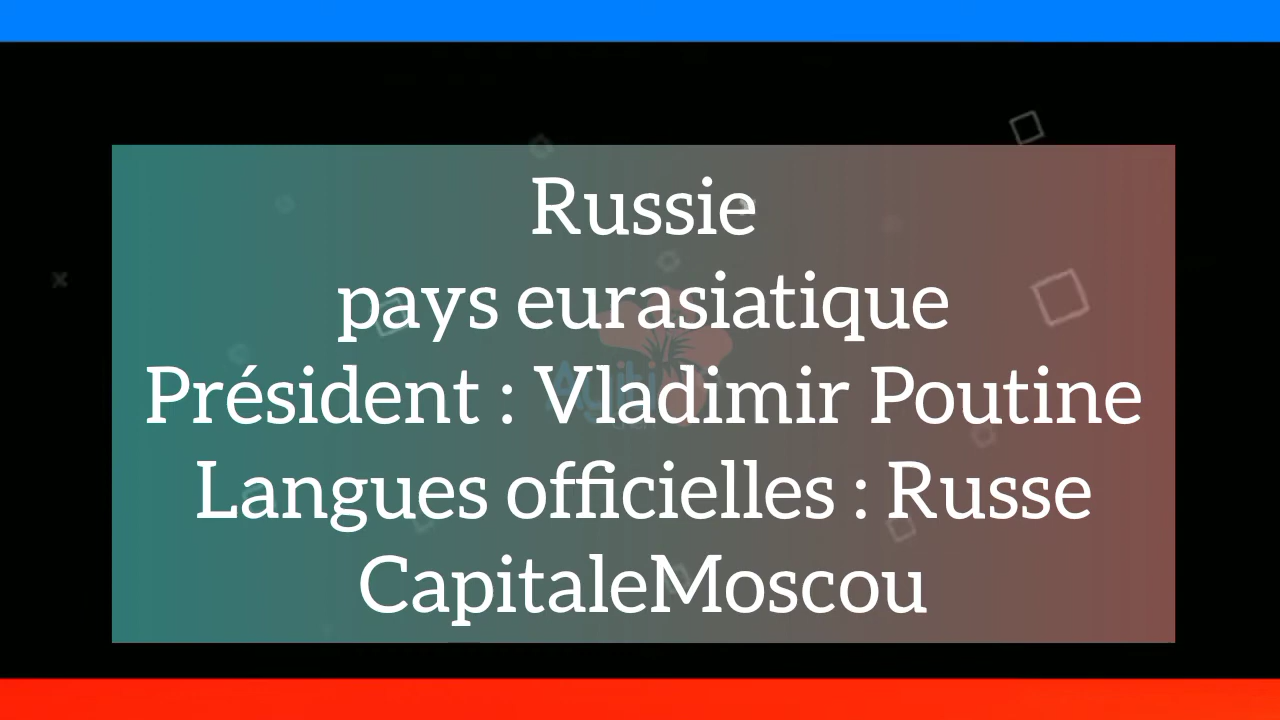 Russie
pays eurasiatique
Président : Vladimir Poutine
Langues officielles : Russe
CapitaleMoscou